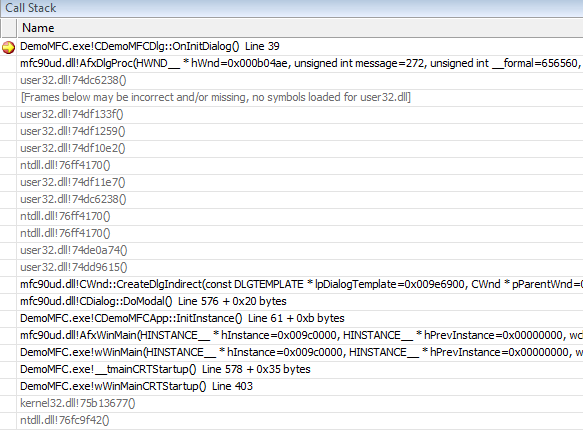 Call Stack
Name
DemoMFC.exe!CDemoMFCDlg::OnInitDialog() Line 39
mfc90ud.dll!AfxDlgProc(HWND__ * hWnd=0x000b04ae, unsigned int message=272, unsigned int __formal=656560,
user32.dll!74dc6238()
[Frames below may be incorrect and/or missing, no symbols loaded for user32.dll]
user32.dll!74df133f()
user32.dll!74df1259()
user32.dll!74df10e2()
ntdll.dll!76ff4170()
user32.dll!74df11e7()
user32.dll!74dc6238()
ntdll.dll!76ff4170()
ntdll.dll!76ff4170()
user32.dll!74de0a74()
user32.dll!74dd9615()
mfc90ud.dll!CWnd::CreateDlgIndirect(const DLGTEMPLATE * lpDialogTemplate=0x009e6900, CWnd * pParentWnd=0
mfc90ud.dll!CDialog::DoModal() Line 576 + 0x20 bytes
DemoMFC.exe!CDemoMFCApp::InitInstance() Line 61 + 0xb bytes
mfc90ud.dll!AfxWinMain(HINSTANCE__ * hInstance=0x009c0000, HINSTANCE__ * hPrevInstance=0x00000000, wc
DemoMFC.exe!wWinMain(HINSTANCE__ * hInstance=0x009c0000, HINSTANCE__ * hPrevInstance=0x00000000, w
DemoMFC.exe!__tmainCRTStartup() Line 578 + 0x35 bytes
DemoMFC.exe!wWinMainCRTStartup() Line 403
kernel32.dll!75b13677()
ntdll.dll!76fc9f42()